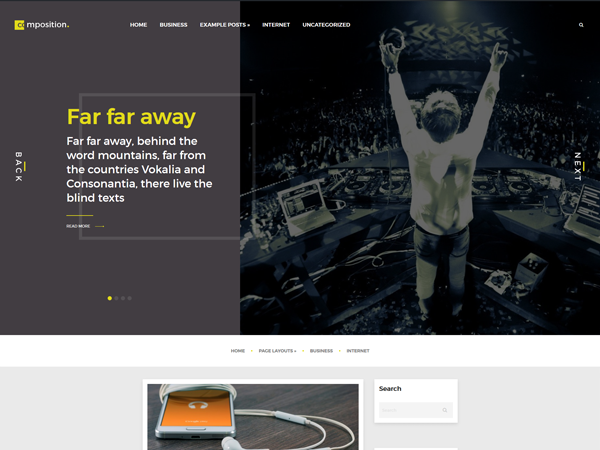 composition.
HOME BUSINESS EXAMPLE POSTS » INTERNET UNCATEGORIZED
Far far away
Far far away, behind the
word mountains, far from
the countries Vokalia and
Consonantia, there live the
blind texts
READ MORE
BACK
NEXT
HOME PAGE LAYOUTS » BUSINESS INTERNET
Search